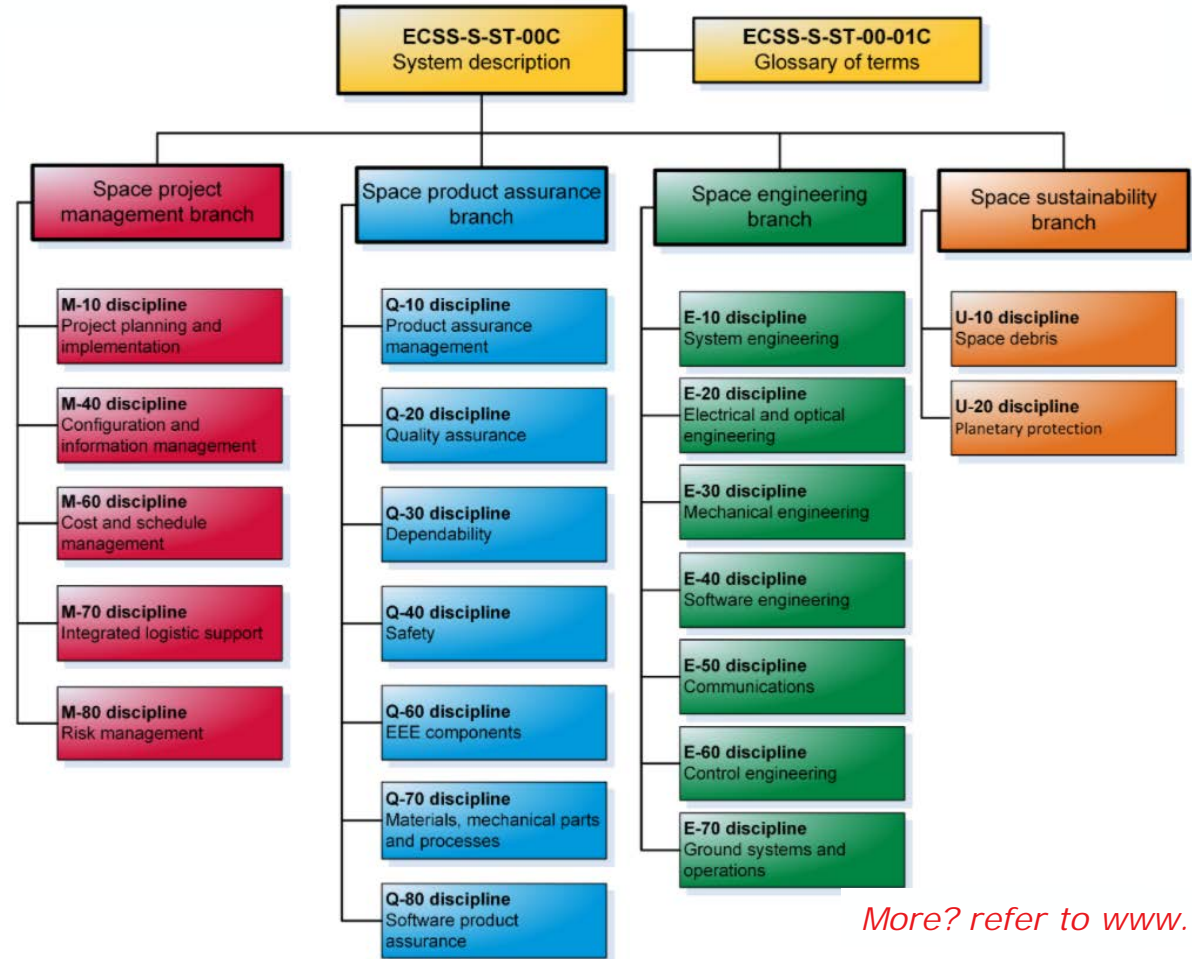 ECSS-S-ST-00C
System description
ECSS-S-ST-00-01C
Glossary of terms
Space project
management branch
M-10 discipline
Project planning and
implementation
M-40 discipline
Configuration and
information management
M-60 discipline
Cost and schedule
management
M-70 discipline
Integrated logistic support
M-80 discipline
Risk management
Space product assurance
branch
Q-10 discipline
Product assurance
management
Q-20 discipline
Quality assurance
Q-30 discipline
Dependability
Q-40 discipline
Safety
Q-60 discipline
EEE components
Q-70 discipline
Materials, mechanical parts
and processes
Q-80 discipline
Software product
assurance
Space engineering
branch
E-10 discipline
System engineering
E-20 discipline
Electrical and optical
engineering
E-30 discipline
Mechanical engineering
E-40 discipline
Software engineering
E-50 discipline
Communications
E-60 discipline
Control engineering
E-70 discipline
Ground systems and
operations
Space sustainability
branch
U-10 discipline
Space debris
U-20 discipline
Planetary protection
More? refer to www.